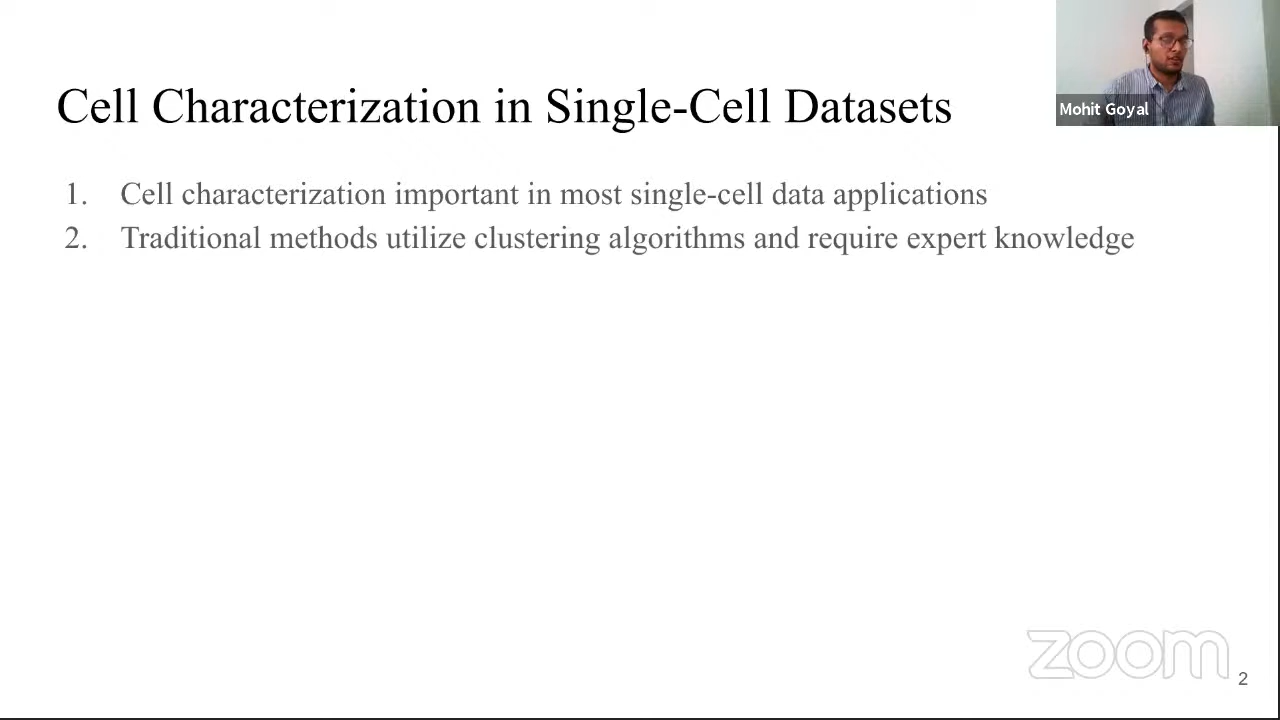 Cell Characterization in Single-Cell Datasets
Mohit Goyal
1. Cell characterization important in most single-cell data applications
2. Traditional methods utilize clustering algorithms and require expert knowledge
zoom
2